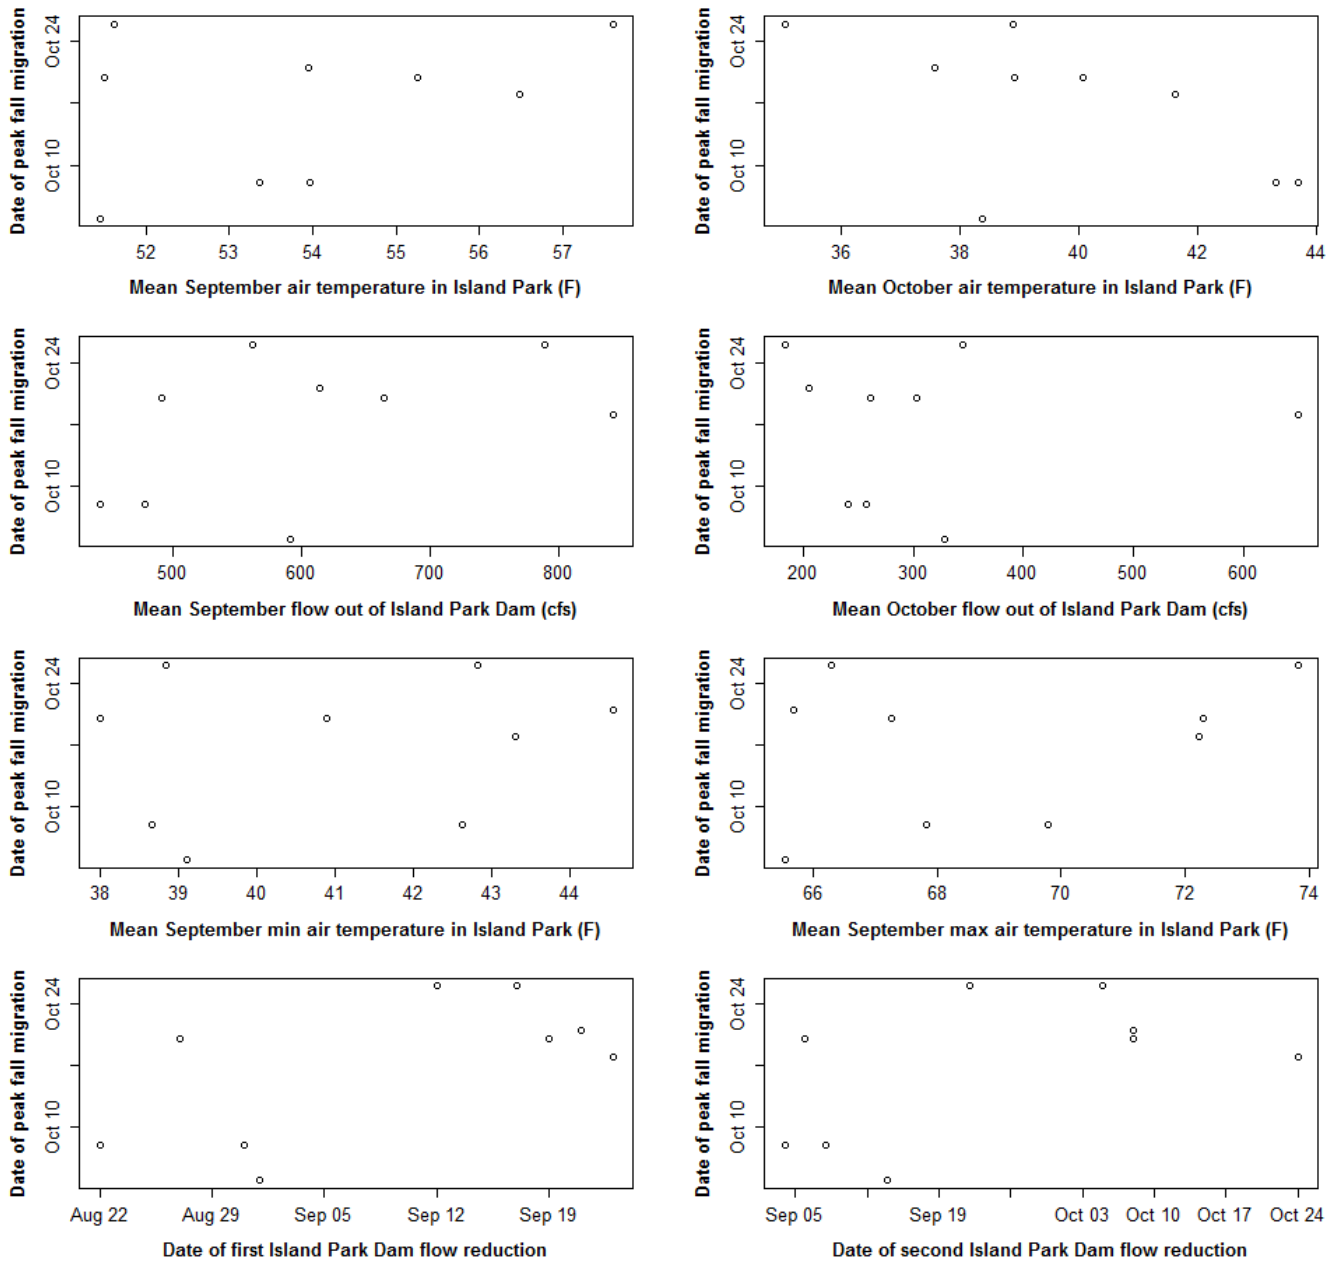 Date of peak fall migration
Oct 24
Oct 10
52 53 54 55 56 57
Mean September air temperature in Island Park (F)
Date of peak fall migration
Oct 24
Oct 10
36 38 40 42 44
Mean October air temperature in Island Park (F)
Date of peak fall migration
Oct 24
Oct 10
500 600 700 800
Mean September flow out of Island Park Dam (cfs)
Date of peak fall migration
Oct 24
Oct 10
200 300 400 500 600
Mean October flow out of Island Park Dam (cfs)
Date of peak fall migration
Oct 24
Oct 10
38 39 40 41 42 43 44
Mean September min air temperature in Island Park (F)
Date of peak fall migration
Oct 24
Oct 10
66 68 70 72 74
Mean September max air temperature in Island Park (F)
Date of peak fall migration
Oct 24
Oct 10
Aug 22 Aug 29 Sep 05 Sep 12 Sep 19
Date of first Island Park Dam flow reduction
Date of peak fall migration
Oct 24
Oct 10
Sep 05 Sep 19 Oct 03 Oct 10 Oct 17 Oct 24
Date of second Island Park Dam flow reduction